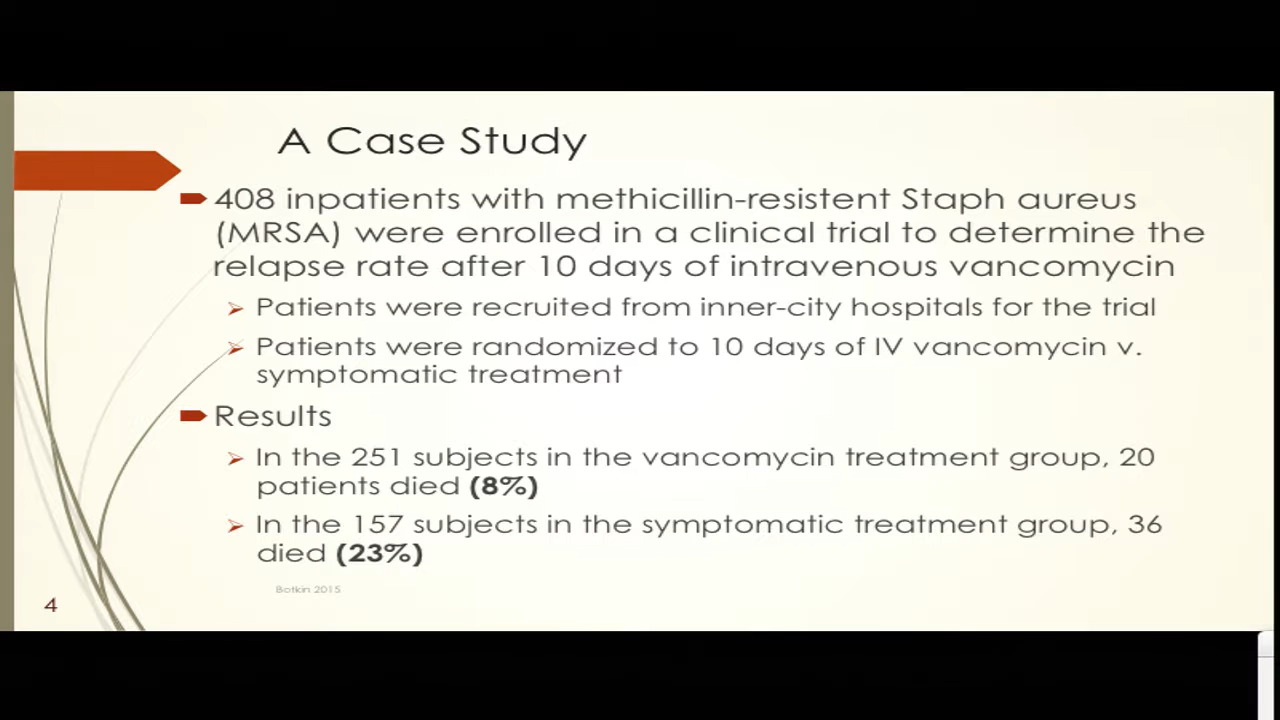 A Case Study
408 inpatients with methicillin-resistant Staph aureus
(MRSA) were enrolled in a clinical trial to determine the
relapse rate after 10 days of intravenous vancomycin
Patients were recruited from inner-city hospitals for the trial
Patients were randomized to 10 days of IV vancomycin v.
symptomatic treatment
Results
In the 251 subjects in the vancomycin treatment group, 20
patients died (8%)
In the 157 subjects in the symptomatic treatment group, 36
died (23%)
Botkin 2015
4